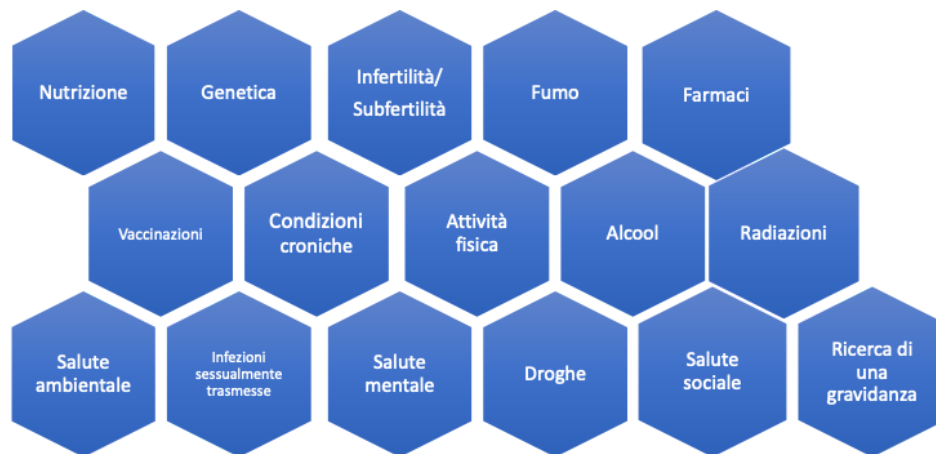 Nutrizione
Genetica
Infertilità/
Subfertilità
Fumo
Farmaci
Vaccinazioni
Condizioni
croniche
Attività
fisica
Alcool
Radiazioni
Salute
ambientale
Infezioni
sessualmente
trasmesse
Salute
mentale
Droghe
Salute
sociale
Ricerca di
una
gravidanza